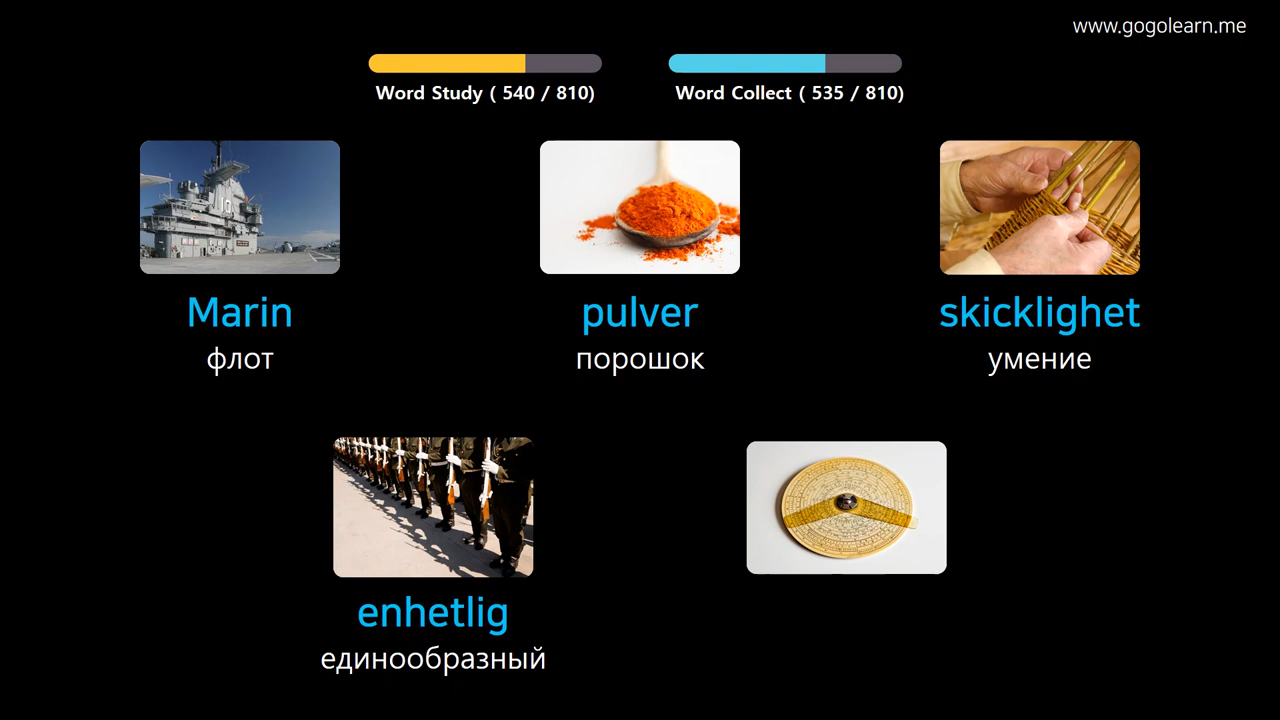 www.gogolearn.me
Word Study ( 540 / 810)
Word Collect ( 535 / 810)
Marin
флот
pulver
порошок
skicklighet
умение
enhetlig
единообразный